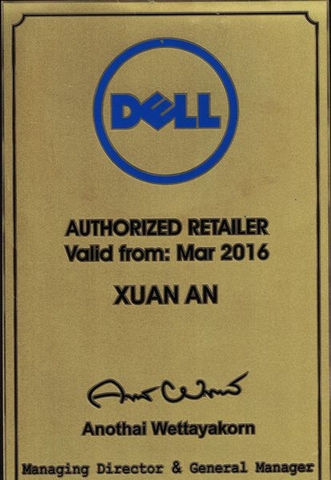 DELL
AUTHORIZED RETAILER
Valid from: Mar 2016
XUAN AN
Anothai Wettayakorn
Managing Director & General Manager